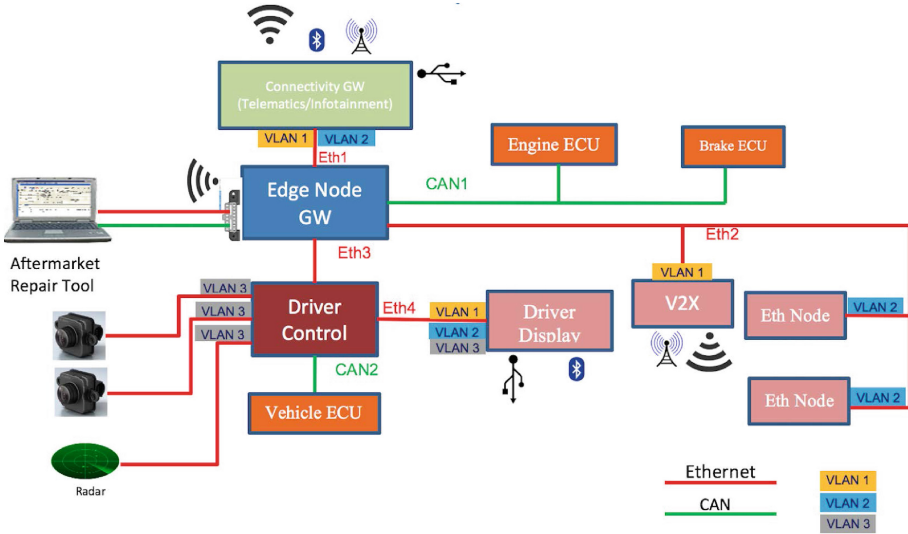 Connectivity GW
(Telematics/Infotainment)
VLAN 1
VLAN 2
Eth1
Engine ECU
Brake ECU
Edge Node
GW
CAN1
Eth2
Aftermarket
Repair Tool
Eth3
VLAN 3
VLAN 3
VLAN 3
Driver
Control
Eth4
VLAN 1
VLAN 2
VLAN 3
Driver
Display
VLAN 1
V2X
Eth Node
VLAN 2
CAN2
Vehicle ECU
Eth Node
VLAN 2
Radar
Ethernet
CAN
VLAN 1
VLAN 2
VLAN 3